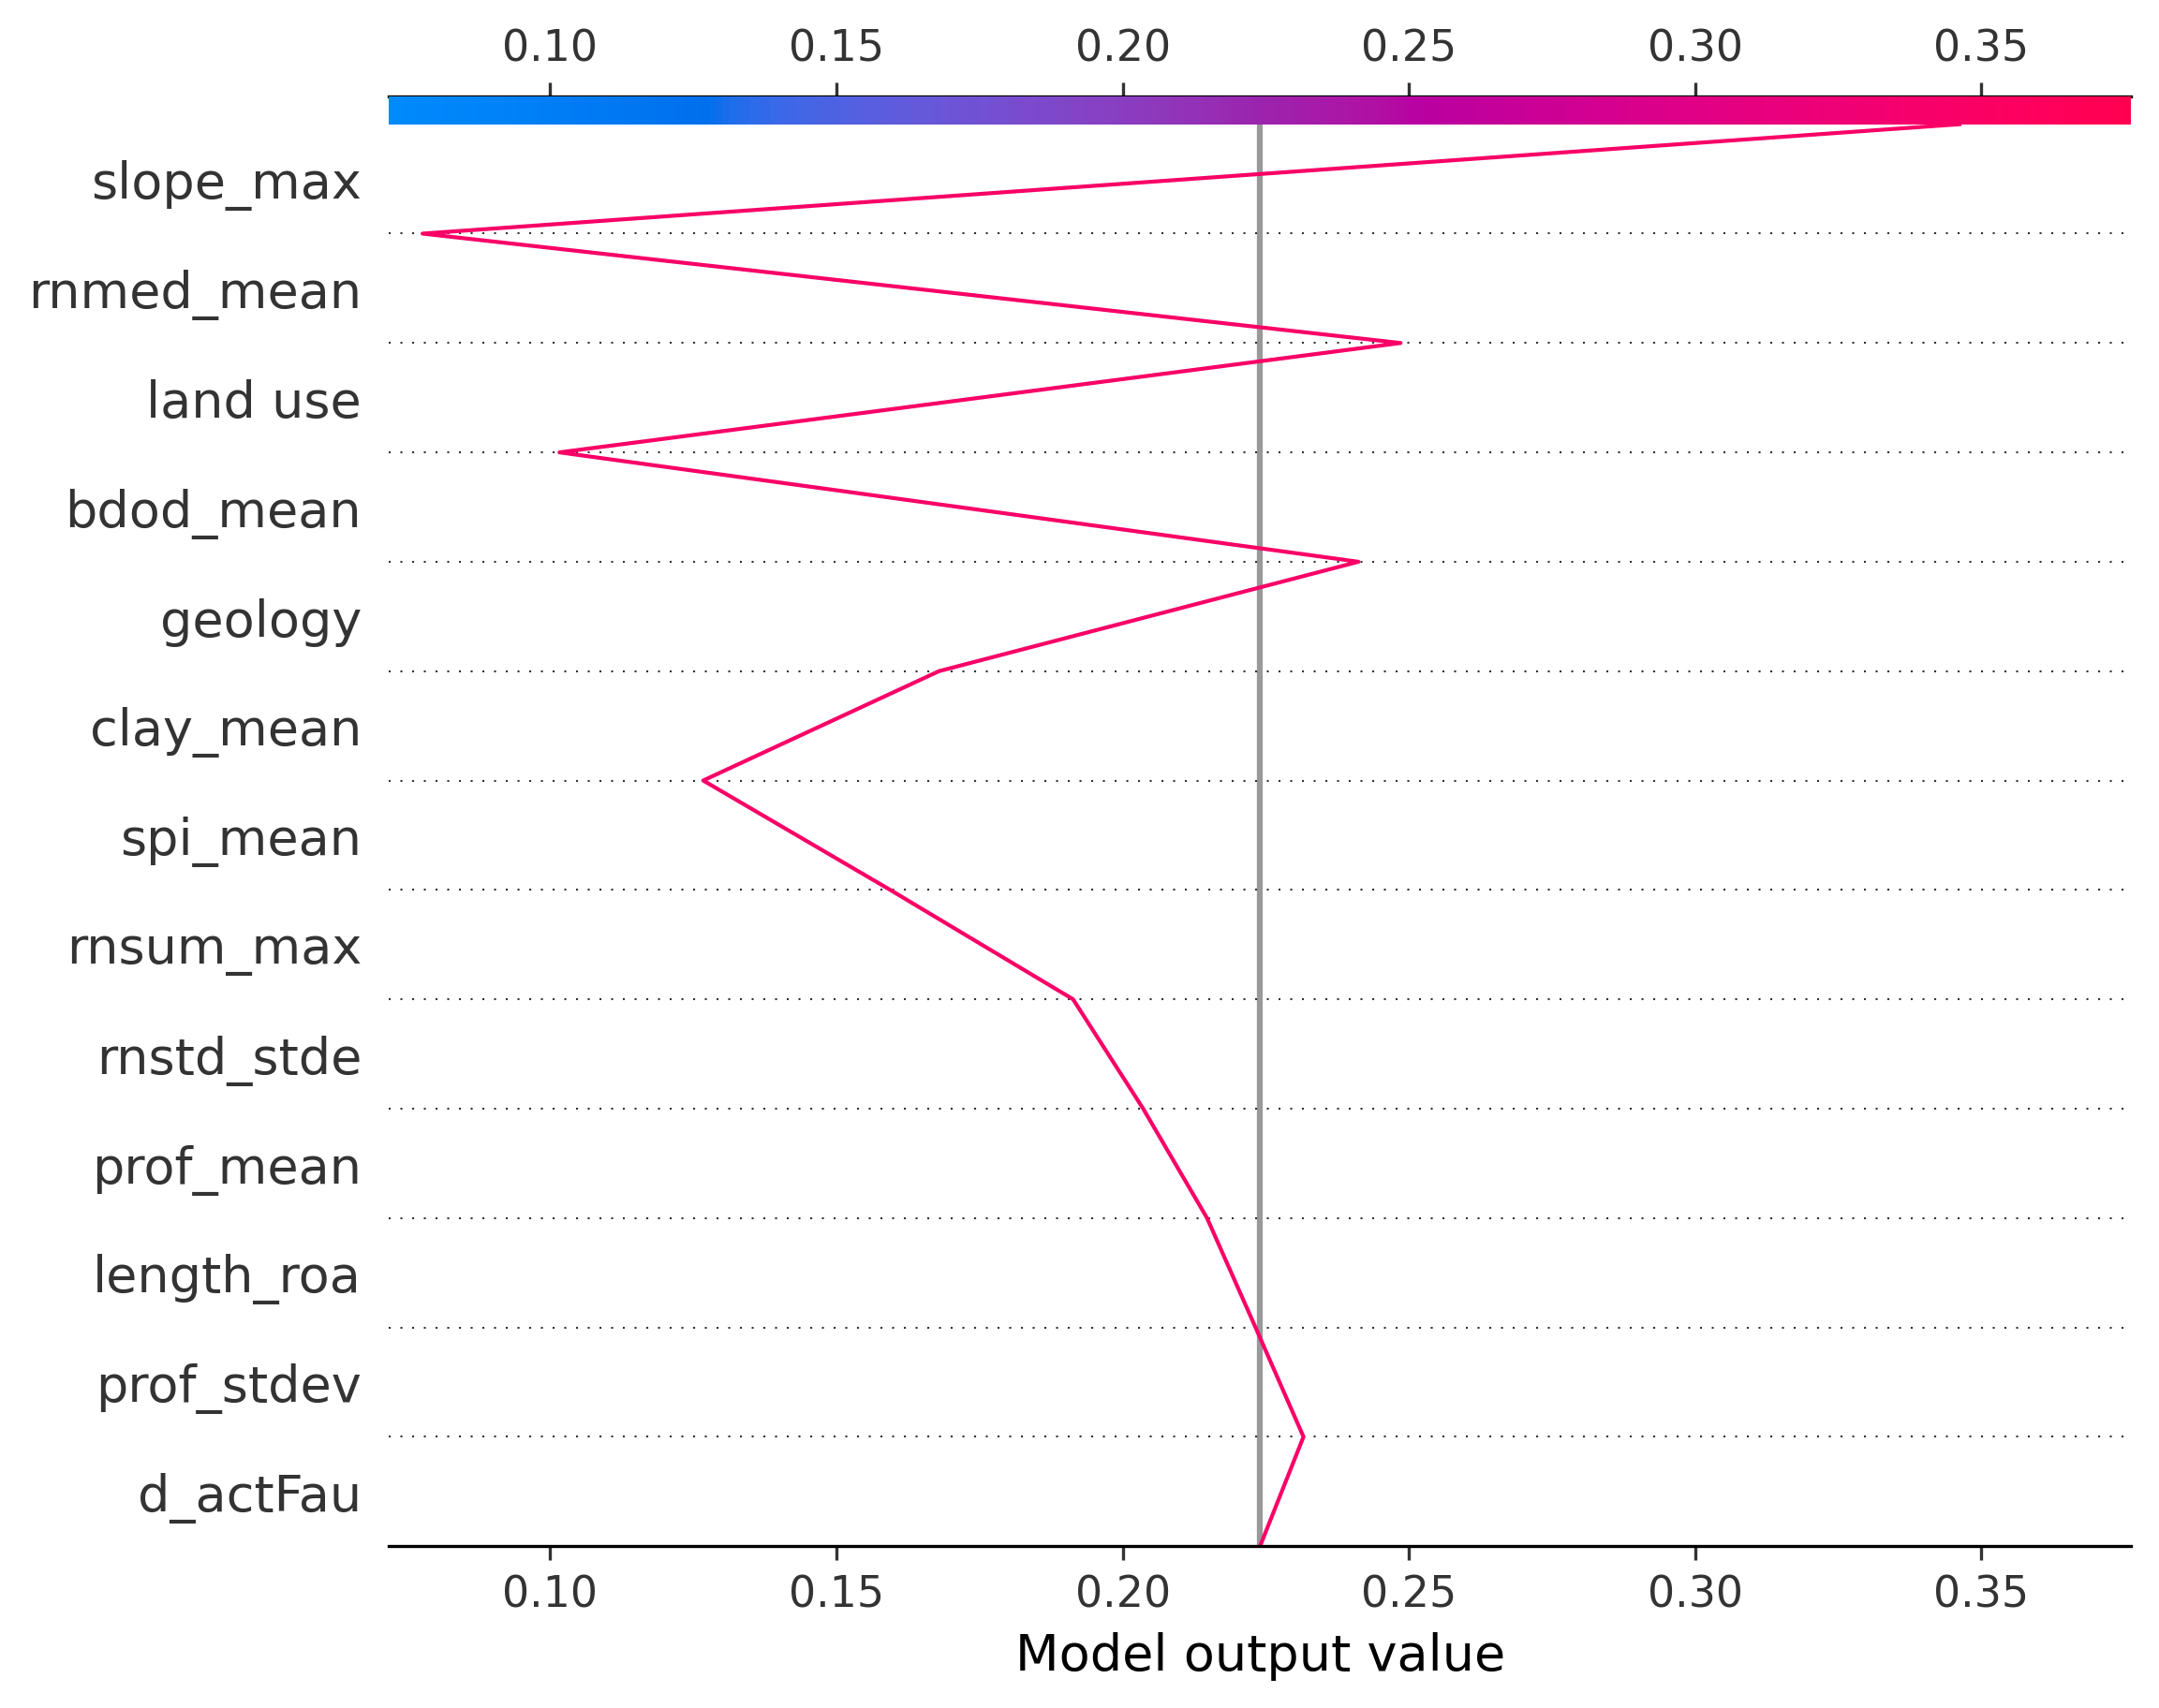 0.10 0.15 0.20 0.25 0.30 0.35
slope_max
rnmed_mean
land use
bdod_mean
geology
clay_mean
spi_mean
rnsum_max
rnstd_stde
prof_mean
length_roa
prof_stdev
d_actFau
0.10 0.15 0.20 0.25 0.30 0.35
Model output value